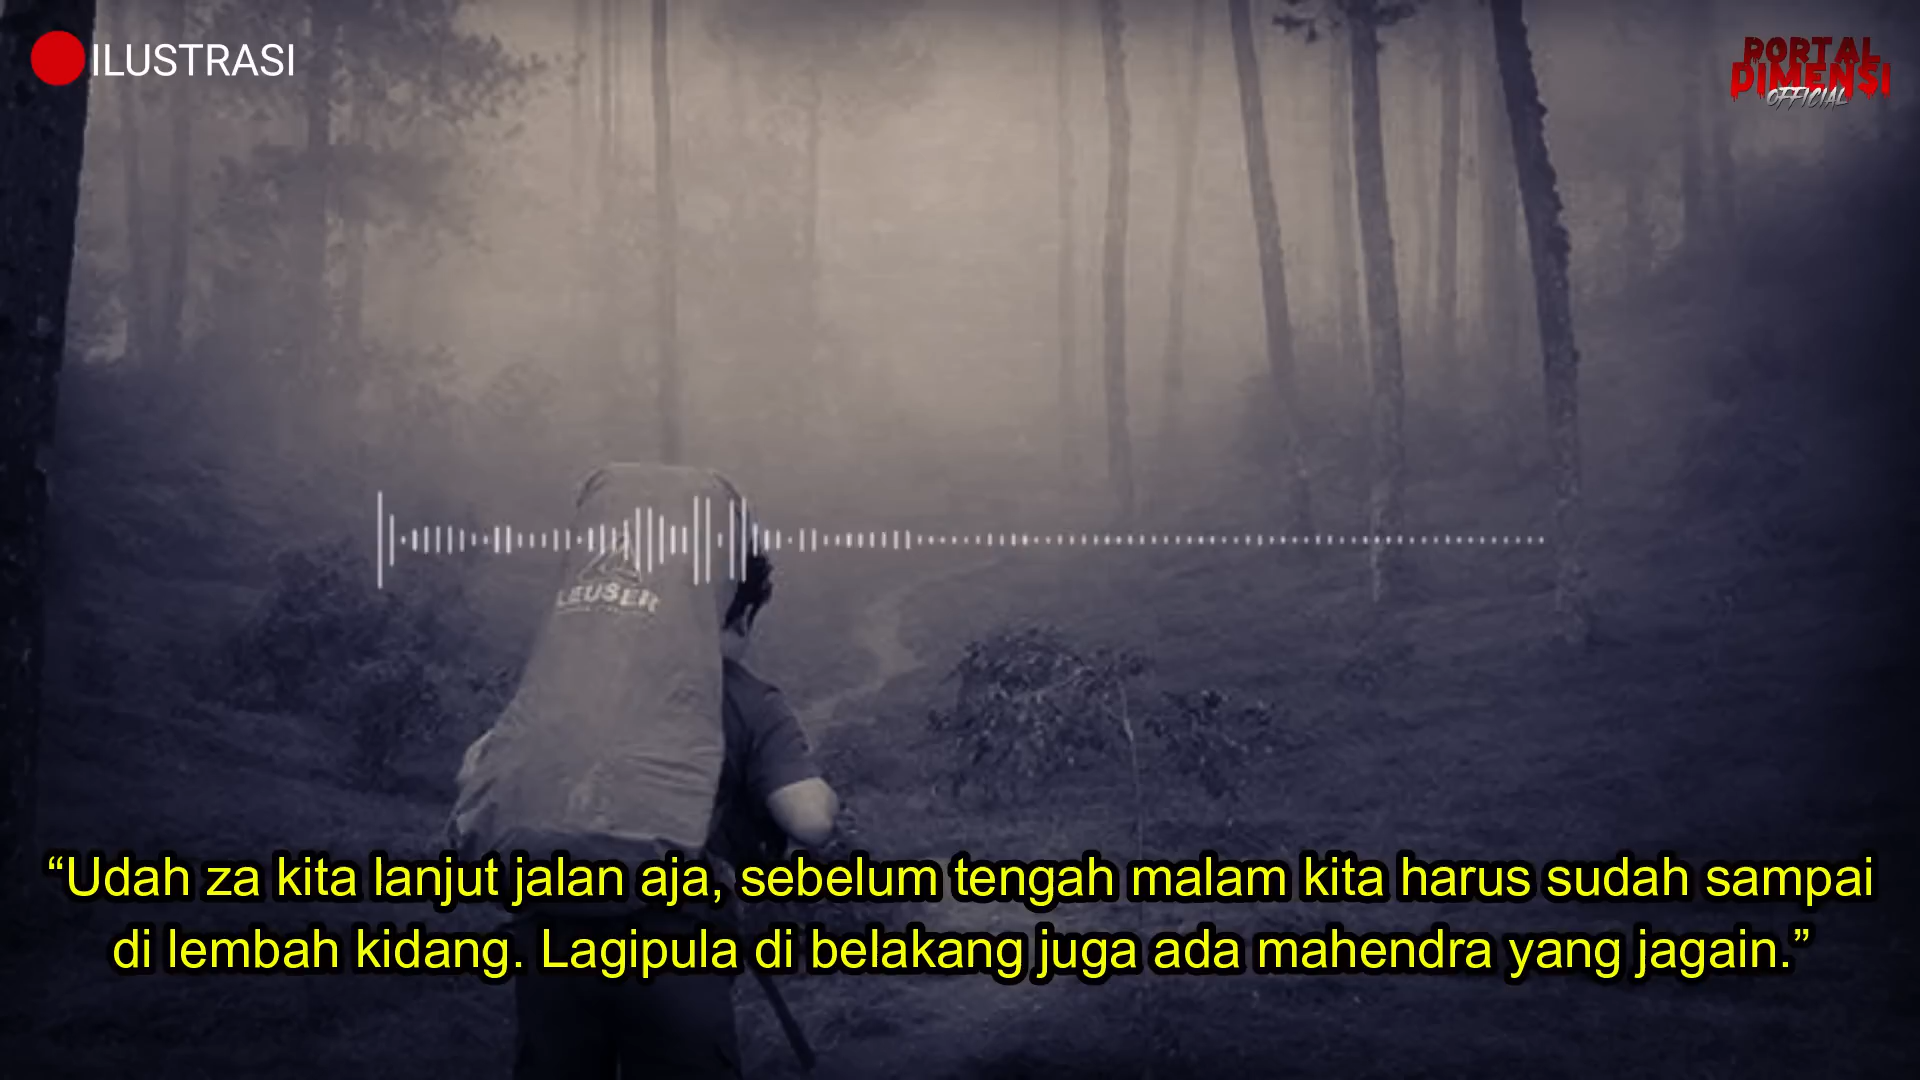 ILUSTRASI
PORTAL
DIMENSI
OFFICIAL
LEUSER
“Udah za kita lanjut jalan aja, sebelum tengah malam kita harus sudah sampai
di lembah kidang. Lagipula di belakang juga ada mahendra yang jagain.”